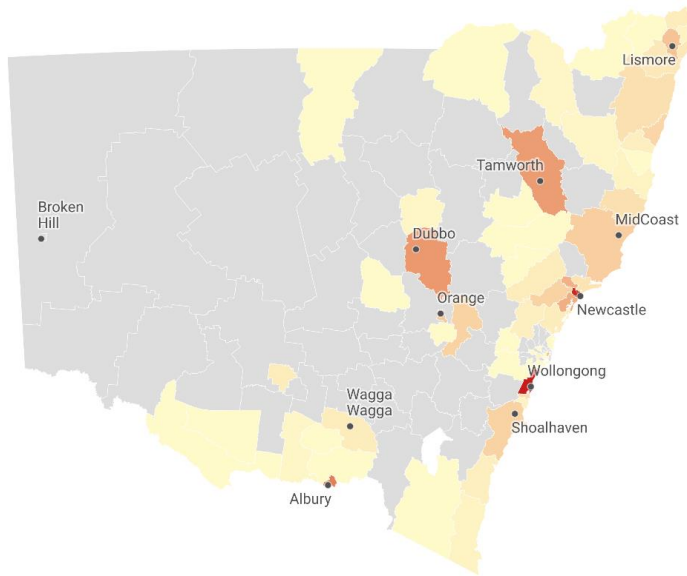 Lismore
Tamworth
Broken
Hill
MidCoast
Dubbo
Orange
Newcastle
Wollongong
Wagga
Wagga
Shoalhaven
Albury